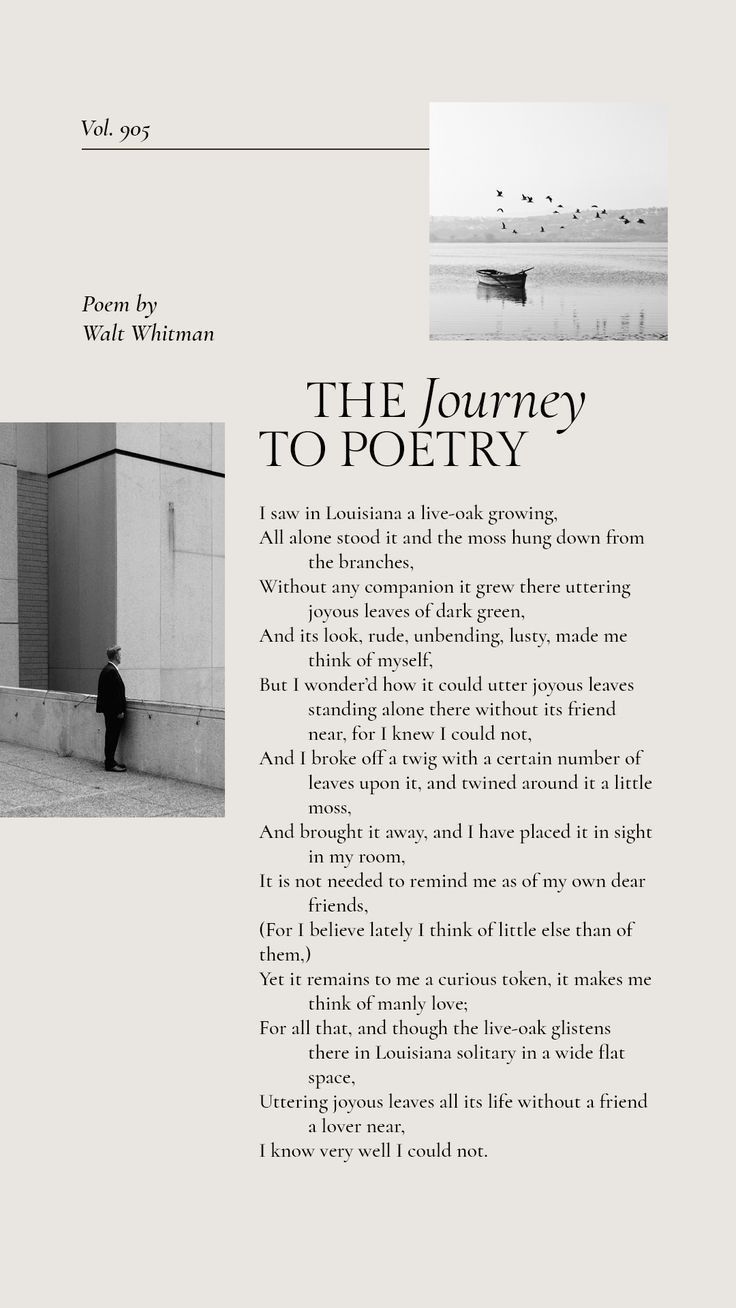 Vol. 905
Poem by
Walt Whitman
THE Journey
TO POETRY
I saw in Louisiana a live-oak growing,
All alone stood it and the moss hung down from
the branches,
Without any companion it grew there uttering
joyous leaves of dark green,
And its look, rude, unbending, lusty, made me
think of myself,
But I wonder’d how it could utter joyous leaves
standing alone there without its friend
near, for I knew I could not,
And I broke off a twig with a certain number of
leaves upon it, and twined around it a little
moss,
And brought it away, and I have placed it in sight
in my room,
It is not needed to remind me as of my own dear
friends,
(For I believe lately I think of little else than of
them,)
Yet it remains to me a curious token, it makes me
think of manly love;
For all that, and though the live-oak glistens
there in Louisiana solitary in a wide flat
space,
Uttering joyous leaves all its life without a friend
a lover near,
I know very well I could not.